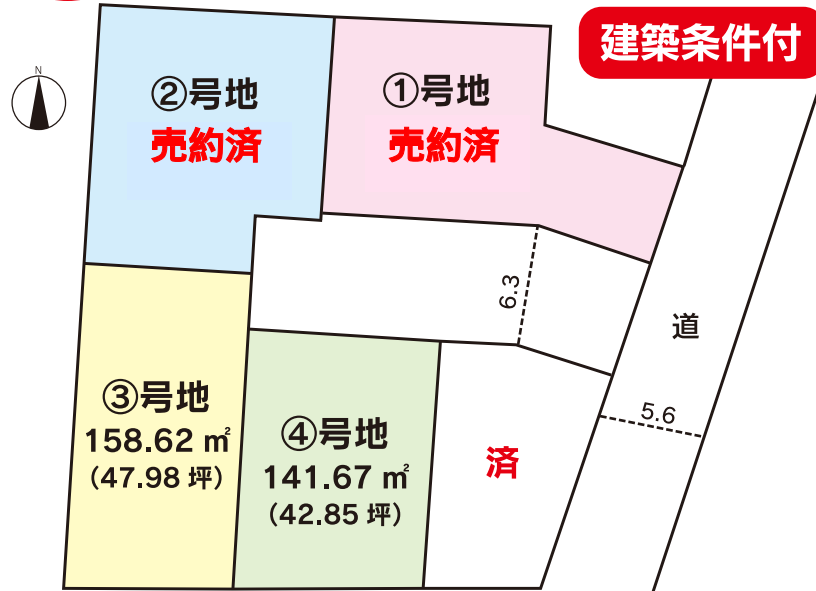 建築条件付
N
②号地
売約済
①号地
売約済
6.3
道
5.6
③号地
158.62 ㎡
(47.98 坪)
④号地
141.67 ㎡
(42.85 坪)
済